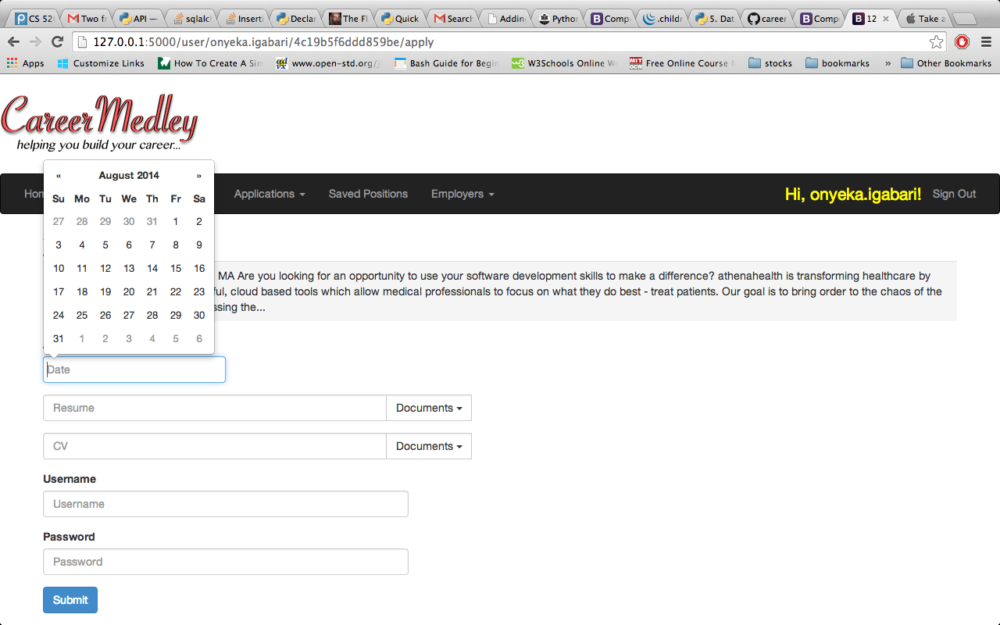 CS 52 Two fr API — sqlalc Inserti Declar The Fl Quick Search Addin Python Comp .childr 5. Dat career Comp 12 Take a
127.0.0.1:5000/user/onyeka.igabari/4c19b5f6ddd859be/apply
Apps Customize Links How To Create A Sim www.open-std.org/j Bash Guide for Begin W3Schools Online W Free Online Course M stocks bookmarks » Other Bookmarks
CareerMedley
helping you build your career...
Hom Applications Saved Positions Employers Hi, onyeka.igabari! Sign Out
« August 2014 »
Su Mo Tu We Th Fr Sa
27 28 29 30 31 1 2
3 4 5 6 7 8 9
10 11 12 13 14 15 16
17 18 19 20 21 22 23
24 25 26 27 28 29 30
31 1 2 3 4 5 6
MA Are you looking for an opportunity to use your software development skills to make a difference? athenahealth is transforming healthcare by
ful, cloud based tools which allow medical professionals to focus on what they do best - treat patients. Our goal is to bring order to the chaos of the
ssing the...
Date
Resume Documents
CV Documents
Username
Username
Password
Password
Submit